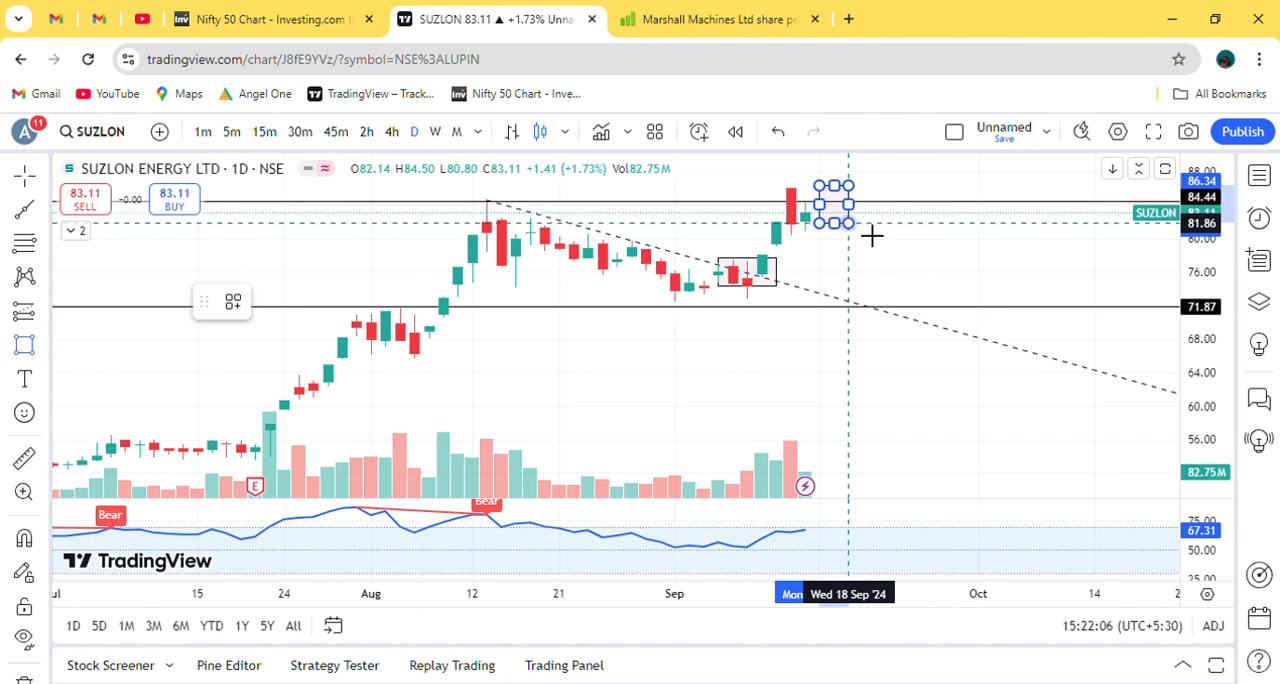 Nifty 50 Chart - Investing.com I
SUZLON 83.11 ▲ +1.73% Unna
Marshall Machines Ltd share pri
tradingview.com/chart/J8fE9YVz/?symbol=NSE%3ALUPIN
Gmail YouTube Maps Angel One TradingView – Track... Nifty 50 Chart - Inve... All Bookmarks
A 11 SUZLON 1m 5m 15m 30m 45m 2h 4h D W M Unnamed Save Publish
SUZLON ENERGY LTD · 1D · NSE O82.14 H84.50 L80.80 C83.11 +1.41 (+1.73%) Vol82.75M
83.11 SELL -0.00 83.11 BUY
2
88.00
86.34
84.44
SUZLON
81.86
80.00
76.00
71.87
68.00
64.00
60.00
56.00
82.75M
E
Bear Bear
75.00
67.31
50.00
25.00
TradingView
ul 15 24 Aug 12 21 Sep Mon Wed 18 Sep '24 Oct 14 2
1D 5D 1M 3M 6M YTD 1Y 5Y All 15:22:06 (UTC+5:30) ADJ
Stock Screener Pine Editor Strategy Tester Replay Trading Trading Panel